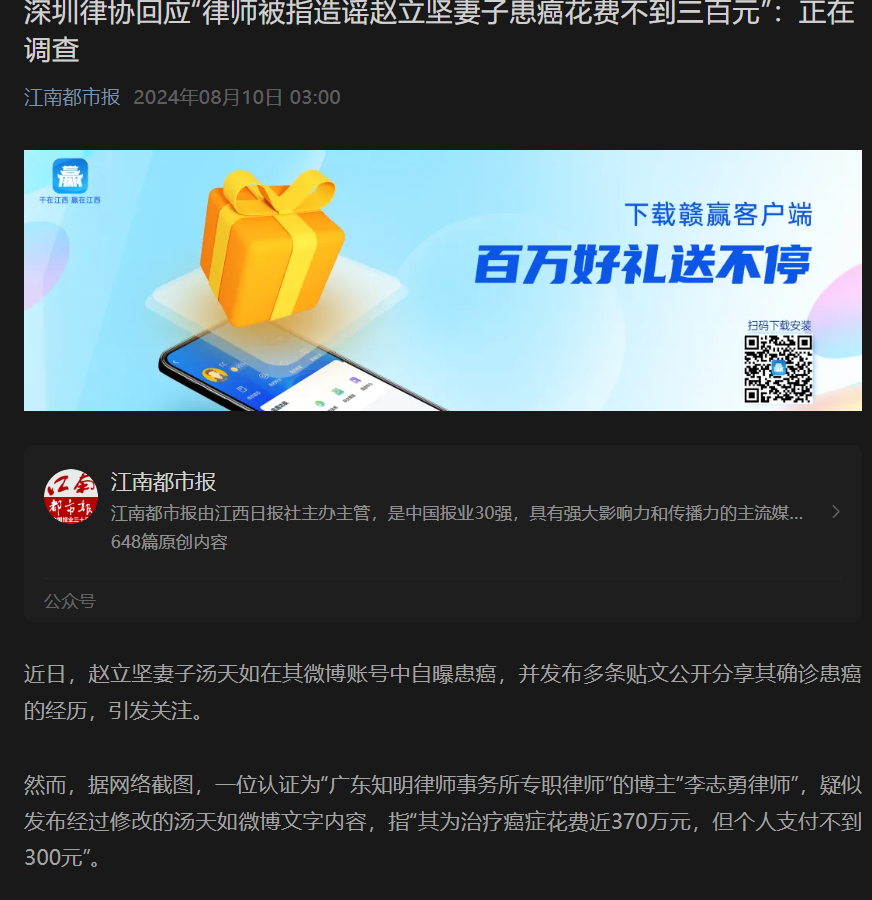 深圳律协回应“律师被指造谣赵立坚妻子患癌花费不到三百元”：正在
调查
江南都市报 2024年08月10日 03:00
赢
干在江西 赢在江西
下载赣赢客户端
百万好礼送不停
扫码下载安装
江南
都市报
江南都市报
江南都市报由江西日报社主办主管，是中国报业30强，具有强大影响力和传播力的主流媒...
648篇原创内容
公众号
近日，赵立坚妻子汤天如在其微博账号中自曝患癌，并发布多条贴文公开分享其确诊患癌
的经历，引发关注。
然而，据网络截图，一位认证为“广东知明律师事务所专职律师”的博主“李志勇律师”，疑似
发布经过修改的汤天如微博文字内容，指“其为治疗癌症花费近370万元，但个人支付不到
300元”。